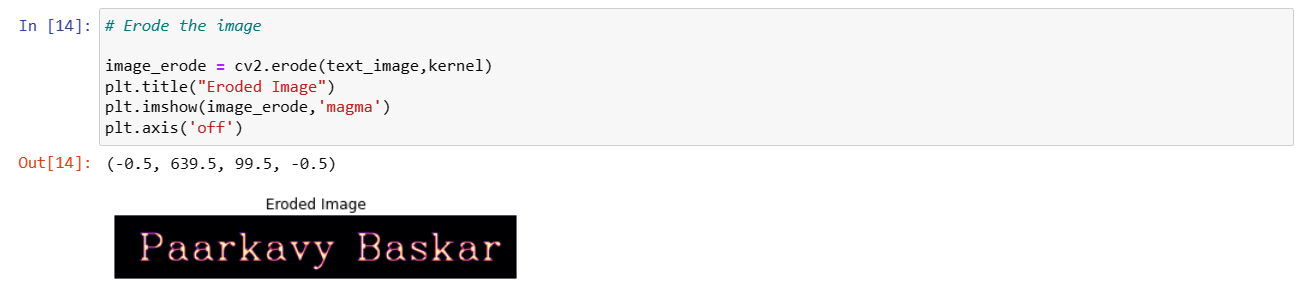 In [14]: # Erode the image
image_erode = cv2.erode(text_image,kernel)
plt.title("Eroded Image")
plt.imshow(image_erode,'magma')
plt.axis('off')
Out[14]: (-0.5, 639.5, 99.5, -0.5)
Eroded Image
Paarkavy Baskar